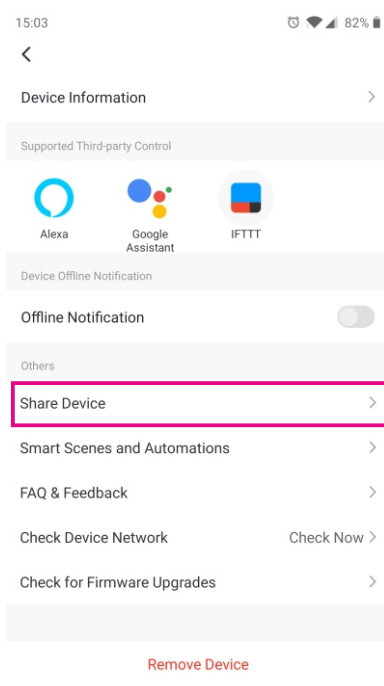 15:03 82%
Device Information
Supported Third-party Control
Alexa Google Assistant IFTTT
Device Offline Notification
Offline Notification
Others
Share Device
Smart Scenes and Automations
FAQ & Feedback
Check Device Network Check Now
Check for Firmware Upgrades
Remove Device